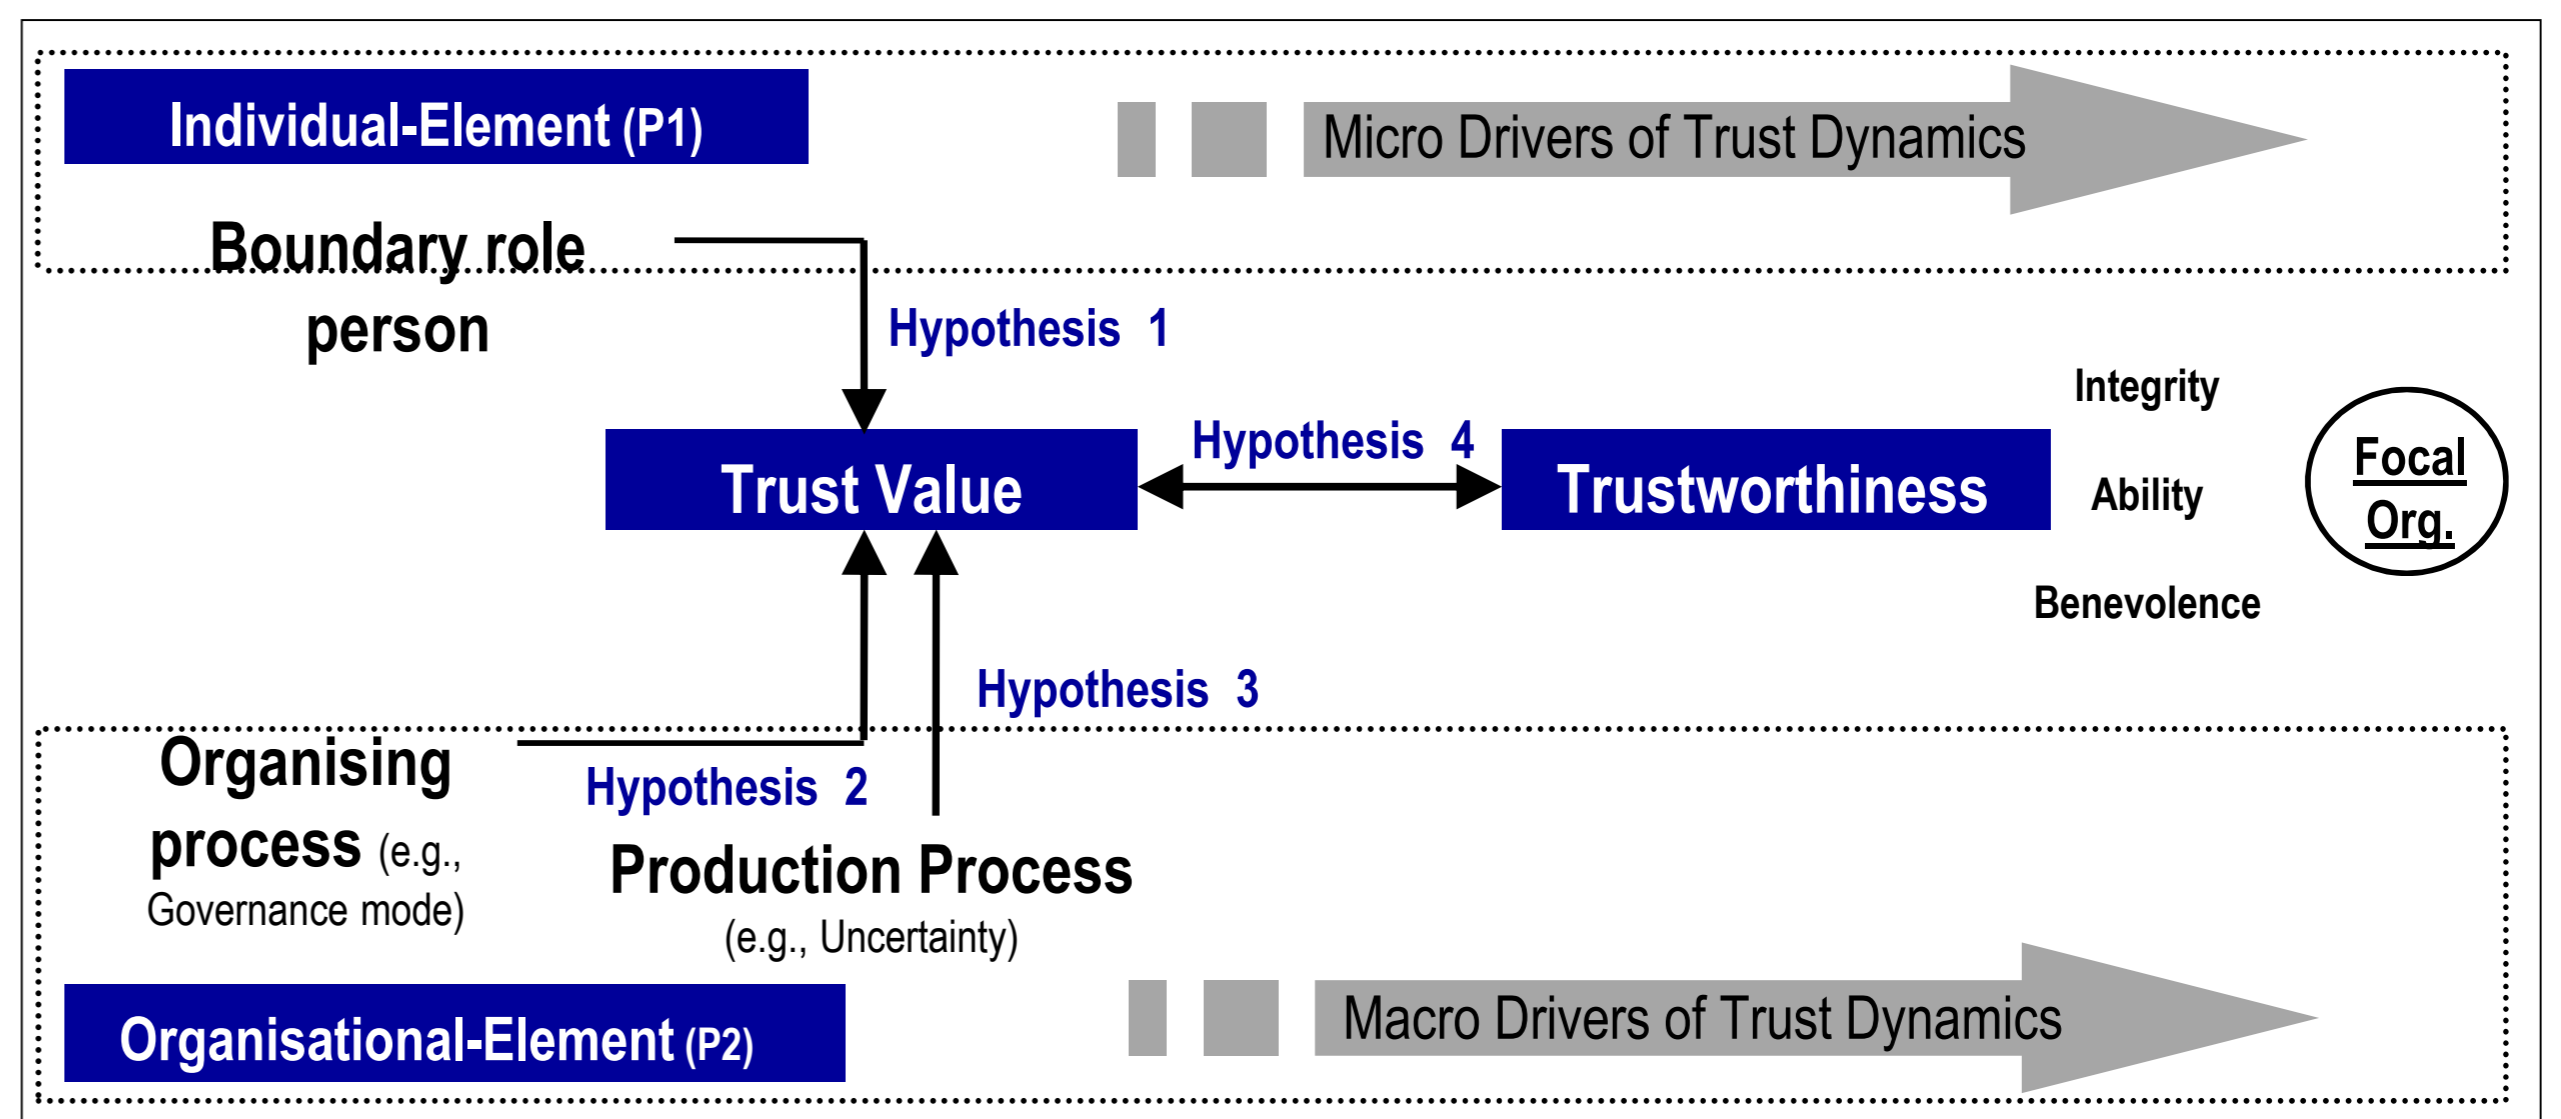 Individual-Element (P1)
Micro Drivers of Trust Dynamics
Boundary role
person
Hypothesis 1
Integrity
Hypothesis 4
Trust Value
Trustworthiness
Ability
Focal
Org.
Benevolence
Hypothesis 3
Organising
process (e.g.,
Governance mode)
Hypothesis 2
Production Process
(e.g., Uncertainty)
Organisational-Element (P2)
Macro Drivers of Trust Dynamics